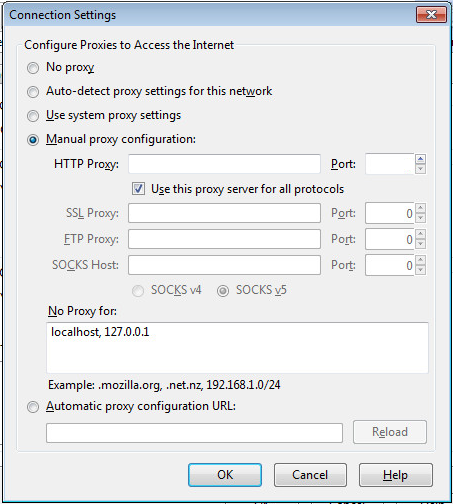 Connection Settings
Configure Proxies to Access the Internet
No proxy
Auto-detect proxy settings for this network
Use system proxy settings
Manual proxy configuration:
HTTP Proxy: Port:
Use this proxy server for all protocols
SSL Proxy: Port: 0
FTP Proxy: Port: 0
SOCKS Host: Port: 0
SOCKS v4 SOCKS v5
No Proxy for:
localhost, 127.0.0.1
Example: .mozilla.org, .net.nz, 192.168.1.0/24
Automatic proxy configuration URL:
Reload
OK Cancel Help